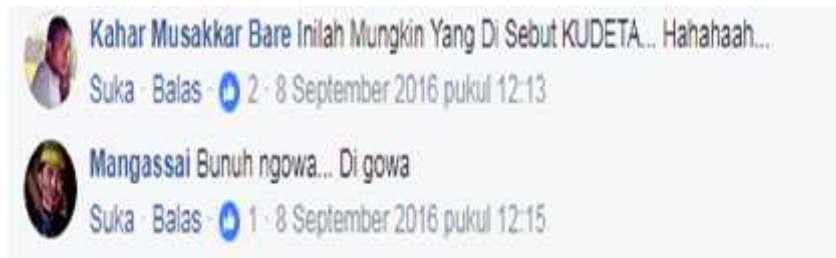 Kahar Musakkar Bare Inilah Mungkin Yang Di Sebut KUDETA... Hahahaah...
Suka · Balas · 2 · 8 September 2016 pukul 12:13
Mangassai Bunuh ngowa... Di gowa
Suka · Balas · 1 · 8 September 2016 pukul 12:15